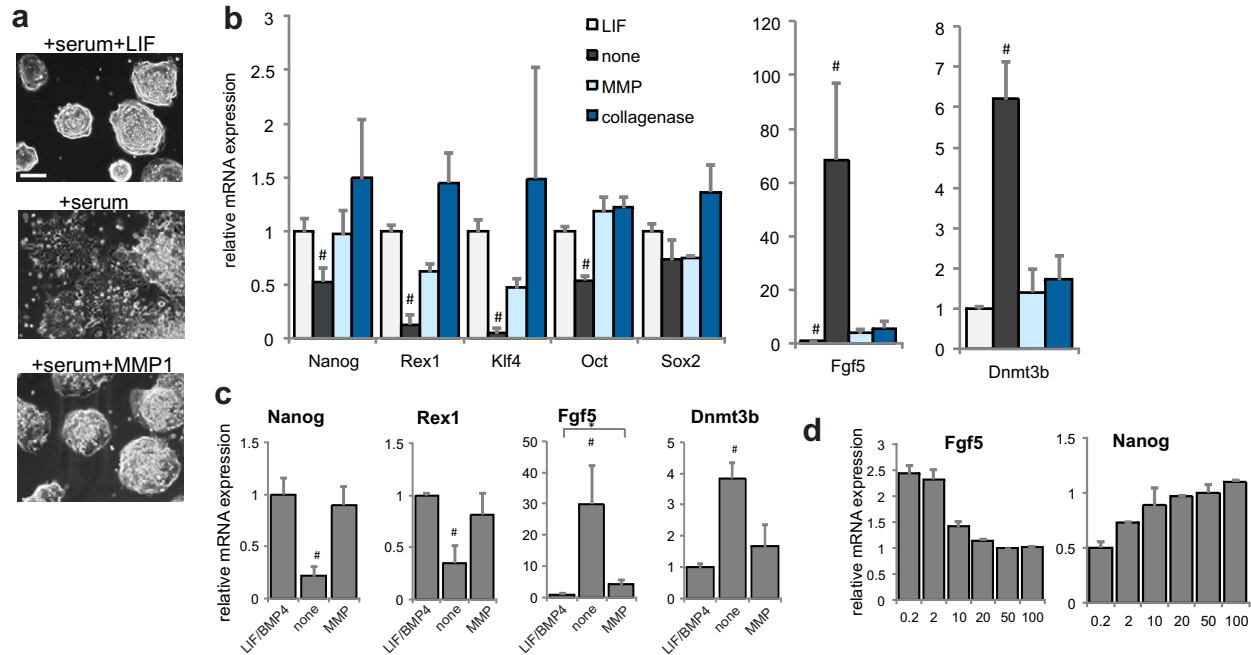 a
+serum+LIF
+serum
+serum+MMP1
b
relative mRNA expression
3
2.5
2
1.5
1
0.5
0
LIF
none
MMP
collagenase
#
#
#
#
Nanog Rex1 Klf4 Oct Sox2
120
100
80
60
40
20
0
#
#
Fgf5
8
7
6
5
4
3
2
1
0
#
Dnmt3b
c
relative mRNA expression
Nanog
1.5
1
0.5
0
#
LIF/BMP4 none MMP
Rex1
1.5
1
0.5
0
#
LIF/BMP4 none MMP
Fgf5
50
40
30
20
10
0
*
#
LIF/BMP4 none MMP
Dnmt3b
5
4
3
2
1
0
#
LIF/BMP4 none MMP
d
relative mRNA expression
Fgf5
3
2.5
2
1.5
1
0.5
0
0.2 2 10 20 50 100
Nanog
1.5
1
0.5
0
0.2 2 10 20 50 100